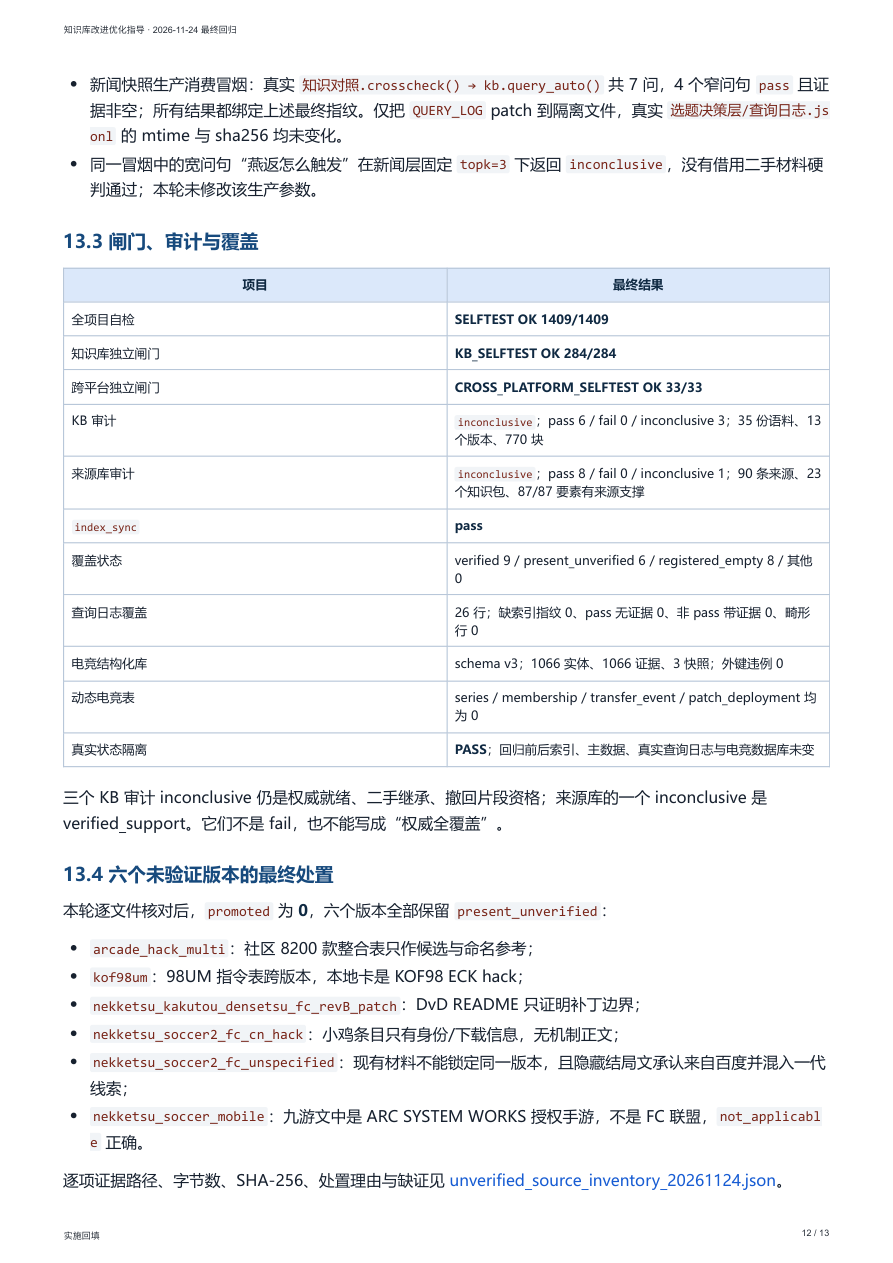 知识库改进优化指导 · 2026-11-24 最终回归
• 新闻快照生产消费冒烟：真实 知识对照.crosscheck() → kb.query_auto() 共 7 问，4 个窄问句 pass 且证
据非空；所有结果都绑定上述最终指纹。仅把 QUERY_LOG patch 到隔离文件，真实 选题决策层/查询日志.js
onl 的 mtime 与 sha256 均未变化。
• 同一冒烟中的宽问句“燕返怎么触发”在新闻层固定 topk=3 下返回 inconclusive，没有借用二手材料硬
判通过；本轮未修改该生产参数。
13.3 闸门、审计与覆盖
项目 最终结果
全项目自检 SELFTEST OK 1409/1409
知识库独立闸门 KB_SELFTEST OK 284/284
跨平台独立闸门 CROSS_PLATFORM_SELFTEST OK 33/33
KB 审计 inconclusive；pass 6 / fail 0 / inconclusive 3；35 份语料、13
个版本、770 块
来源库审计 inconclusive；pass 8 / fail 0 / inconclusive 1；90 条来源、23
个知识包、87/87 要素有来源支撑
index_sync pass
覆盖状态 verified 9 / present_unverified 6 / registered_empty 8 / 其他
0
查询日志覆盖 26 行；缺索引指纹 0、pass 无证据 0、非 pass 带证据 0、畸形
行 0
电竞结构化库 schema v3；1066 实体、1066 证据、3 快照；外键违例 0
动态电竞表 series / membership / transfer_event / patch_deployment 均
为 0
真实状态隔离 PASS；回归前后索引、主数据、真实查询日志与电竞数据库未变
三个 KB 审计 inconclusive 仍是权威就绪、二手继承、撤回片段资格；来源库的一个 inconclusive 是
verified_support。它们不是 fail，也不能写成“权威全覆盖”。
13.4 六个未验证版本的最终处置
本轮逐文件核对后，promoted 为 0，六个版本全部保留 present_unverified：
• arcade_hack_multi：社区 8200 款整合表只作候选与命名参考；
• kof98um：98UM 指令表跨版本，本地卡是 KOF98 ECK hack；
• nekketsu_kakutou_densetsu_fc_revB_patch：DvD README 只证明补丁边界；
• nekketsu_soccer2_fc_cn_hack：小鸡条目只有身份/下载信息，无机制正文；
• nekketsu_soccer2_fc_unspecified：现有材料不能锁定同一版本，且隐藏结局文承认来自百度并混入一代
线索；
• nekketsu_soccer_mobile：九游文中是 ARC SYSTEM WORKS 授权手游，不是 FC 联盟，not_applicabl
e 正确。
逐项证据路径、字节数、SHA-256、处置理由与缺证见 unverified_source_inventory_20261124.json。
实施回填 12 / 13